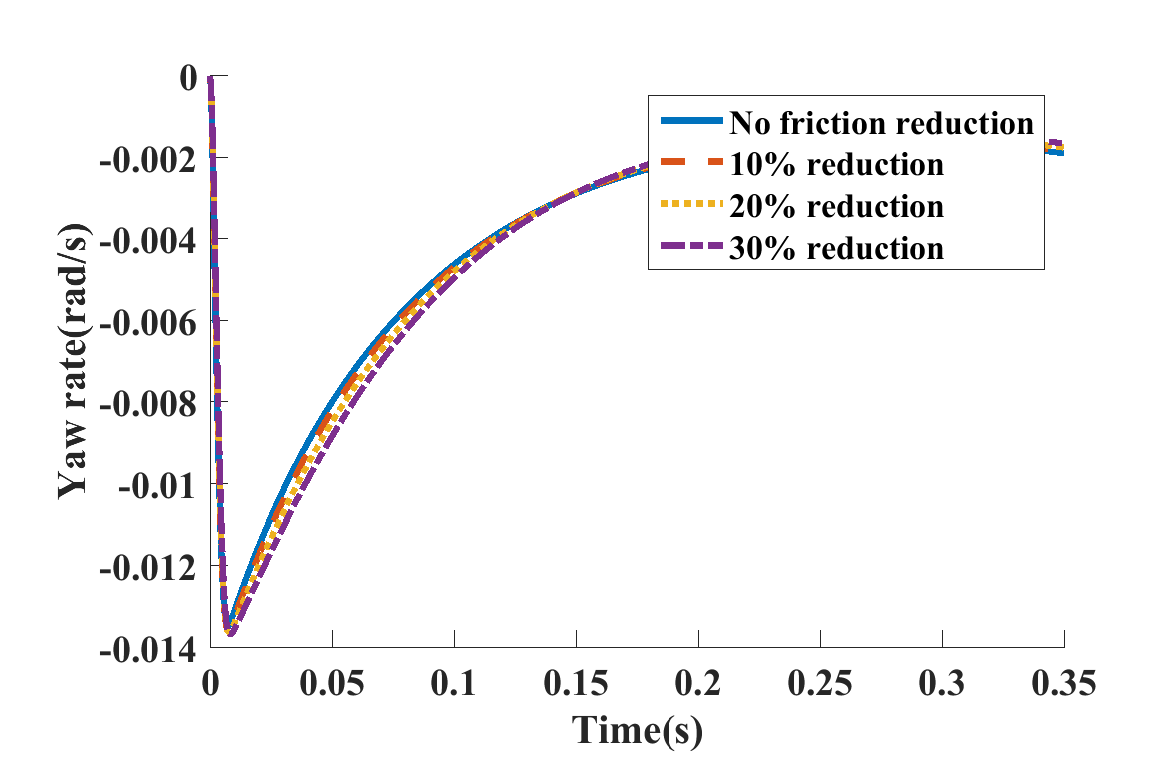 0
-0.002
-0.004
-0.006
-0.008
-0.01
-0.012
-0.014
Yaw rate(rad/s)
No friction reduction
10% reduction
20% reduction
30% reduction
0 0.05 0.1 0.15 0.2 0.25 0.3 0.35
Time(s)